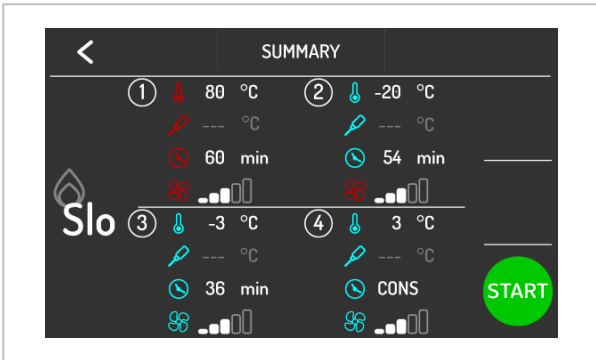 SUMMARY
1 80 °C
--- °C
60 min
2 -20 °C
--- °C
54 min
Slo
3 -3 °C
--- °C
36 min
4 3 °C
--- °C
CONS
START